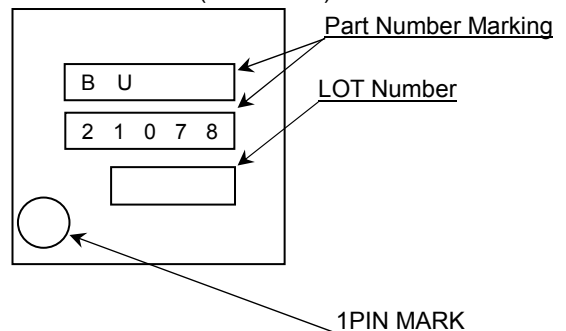 Part Number Marking
B U
LOT Number
2 1 0 7 8
1PIN MARK